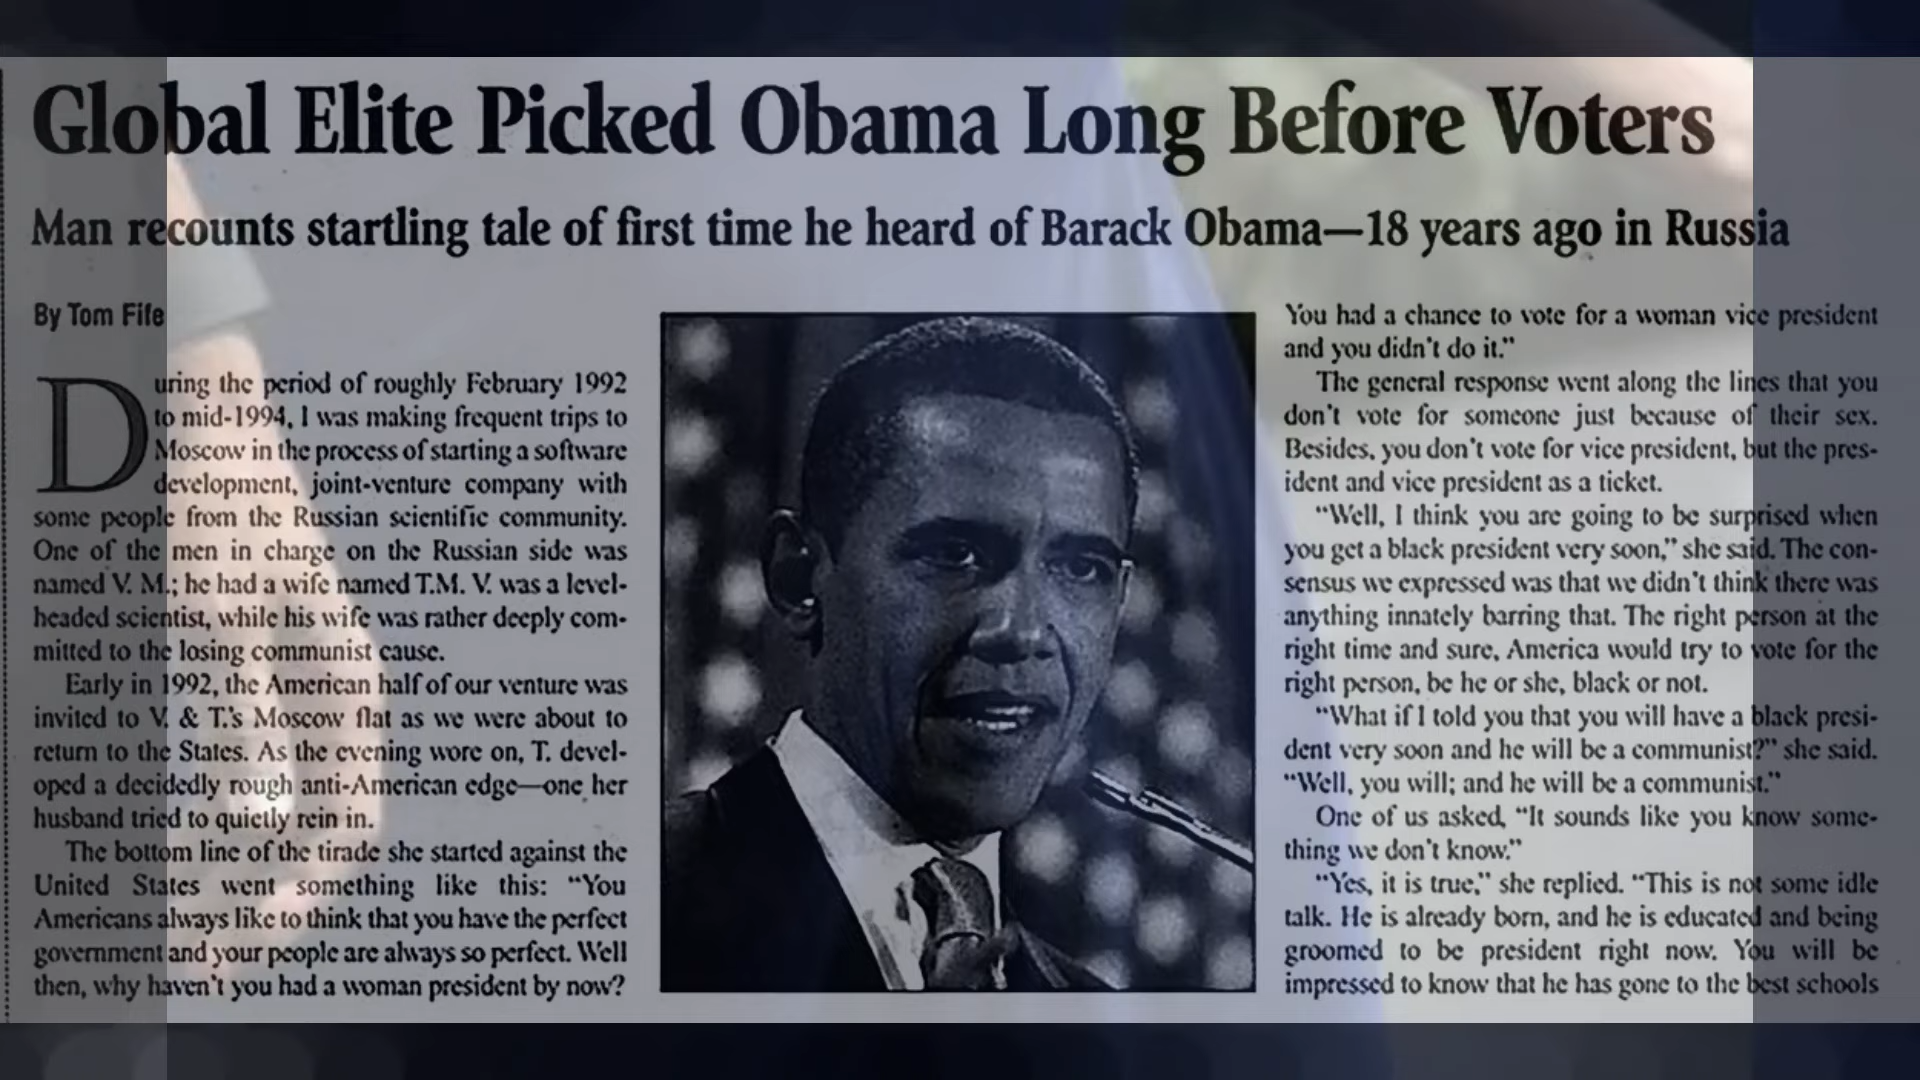 Global Elite Picked Obama Long Before Voters
Man recounts startling tale of first time he heard of Barack Obama—18 years ago in Russia
By Tom Fife
During the period of roughly February 1992
to mid-1994, I was making frequent trips to
Moscow in the process of starting a software
development, joint-venture company with
some people from the Russian scientific community.
One of the men in charge on the Russian side was
named V. M.; he had a wife named T.M. V. was a level-
headed scientist, while his wife was rather deeply com-
mitted to the losing communist cause.
Early in 1992, the American half of our venture was
invited to V. & T.'s Moscow flat as we were about to
return to the States. As the evening wore on, T. devel-
oped a decidedly rough anti-American edge—one her
husband tried to quietly rein in.
The bottom line of the tirade she started against the
United States went something like this: “You
Americans always like to think that you have the perfect
government and your people are always so perfect. Well
then, why haven't you had a woman president by now?
You had a chance to vote for a woman vice president
and you didn't do it.”
The general response went along the lines that you
don't vote for someone just because of their sex.
Besides, you don't vote for vice president, but the pres-
ident and vice president as a ticket.
“Well, I think you are going to be surprised when
you get a black president very soon,” she said. The con-
sensus we expressed was that we didn't think there was
anything innately barring that. The right person at the
right time and sure, America would try to vote for the
right person, be he or she, black or not.
“What if I told you that you will have a black presi-
dent very soon and he will be a communist?” she said.
“Well, you will; and he will be a communist.”
One of us asked, “It sounds like you know some-
thing we don't know.”
“Yes, it is true,” she replied. “This is not some idle
talk. He is already born, and he is educated and being
groomed to be president right now. You will be
impressed to know that he has gone to the best schools